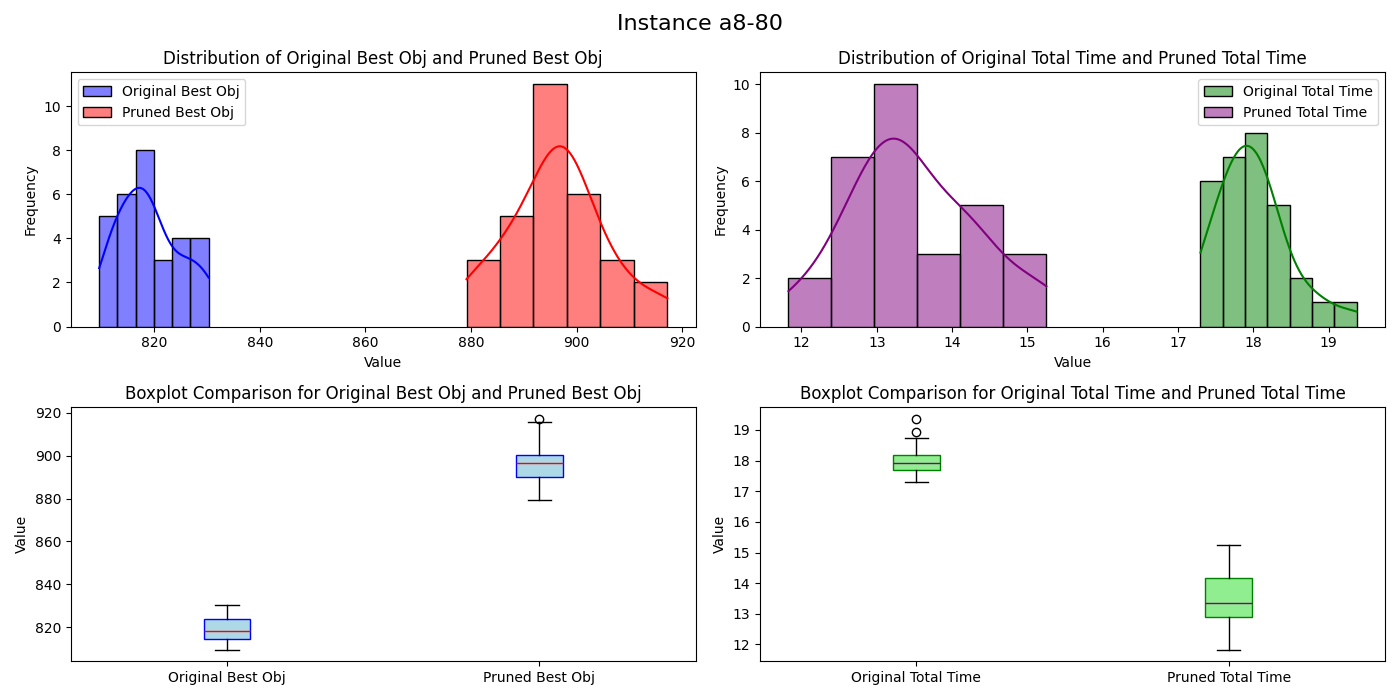 Instance a8-80
Distribution of Original Best Obj and Pruned Best Obj
Original Best Obj
Pruned Best Obj
Frequency
10
8
6
4
2
0
820 840 860 880 900 920
Value
Distribution of Original Total Time and Pruned Total Time
Original Total Time
Pruned Total Time
Frequency
10
8
6
4
2
0
12 13 14 15 16 17 18 19
Value
Boxplot Comparison for Original Best Obj and Pruned Best Obj
Value
920
900
880
860
840
820
Original Best Obj Pruned Best Obj
Boxplot Comparison for Original Total Time and Pruned Total Time
Value
19
18
17
16
15
14
13
12
Original Total Time Pruned Total Time